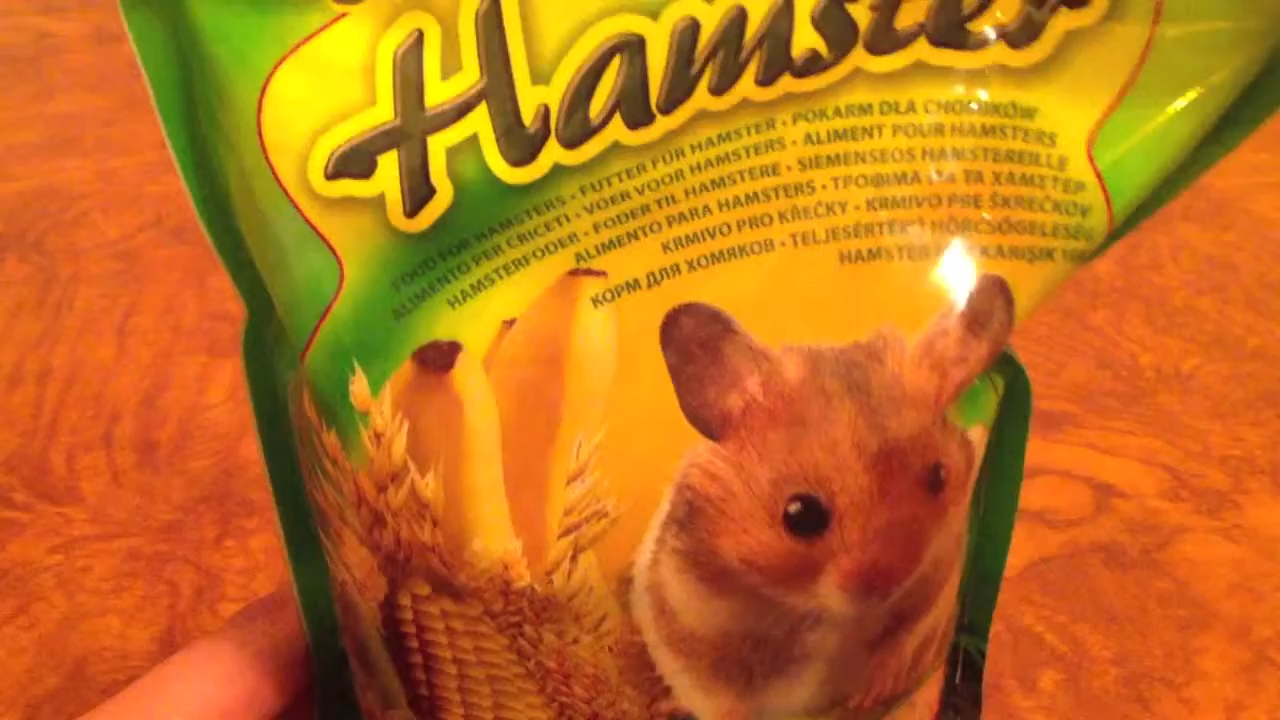 Hamster
FOOD FOR HAMSTERS • FUTTER FÜR HAMSTER • POKARM DLA CHOMIKÓW
ALIMENTO PER CRICETI • VOER VOOR HAMSTERS • ALIMENT POUR HAMSTERS
HAMSTERFODER • FODER TIL HAMSTERE • SIEMENSEOS HAMSTEREILLE
ALIMENTO PARA HAMSTERS • ΤΡΟΦΙΜΑ ΓΙΑ ΤΑ ΧΑΜΣΤΕΡ
KRMIVO PRO KŘEČKY • KRMIVO PRE ŠKREČKOV
КОРМ ДЛЯ ХОМЯКОВ • TELJESÉRTÉKŰ HÖRCSÖGELESÉG
HAMSTER KARIŞIK